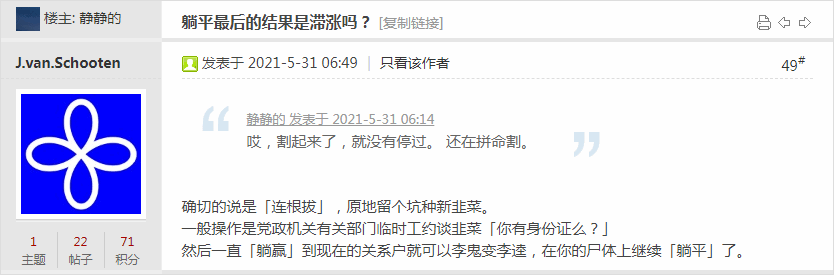 楼主: 静静的
躺平最后的结果是滞涨吗？ [复制链接]
J.van.Schooten
发表于 2021-5-31 06:49 | 只看该作者
49#
静静的 发表于 2021-5-31 06:14
哎，割起来了，就没有停过。 还在拼命割。
确切的说是「连根拔」，原地留个坑种新韭菜。
一般操作是党政机关有关部门临时工约谈韭菜「你有身份证么？」
然后一直「躺赢」到现在的关系户就可以李鬼变李逵，在你的尸体上继续「躺平」了。
1 22 71
主题 帖子 积分